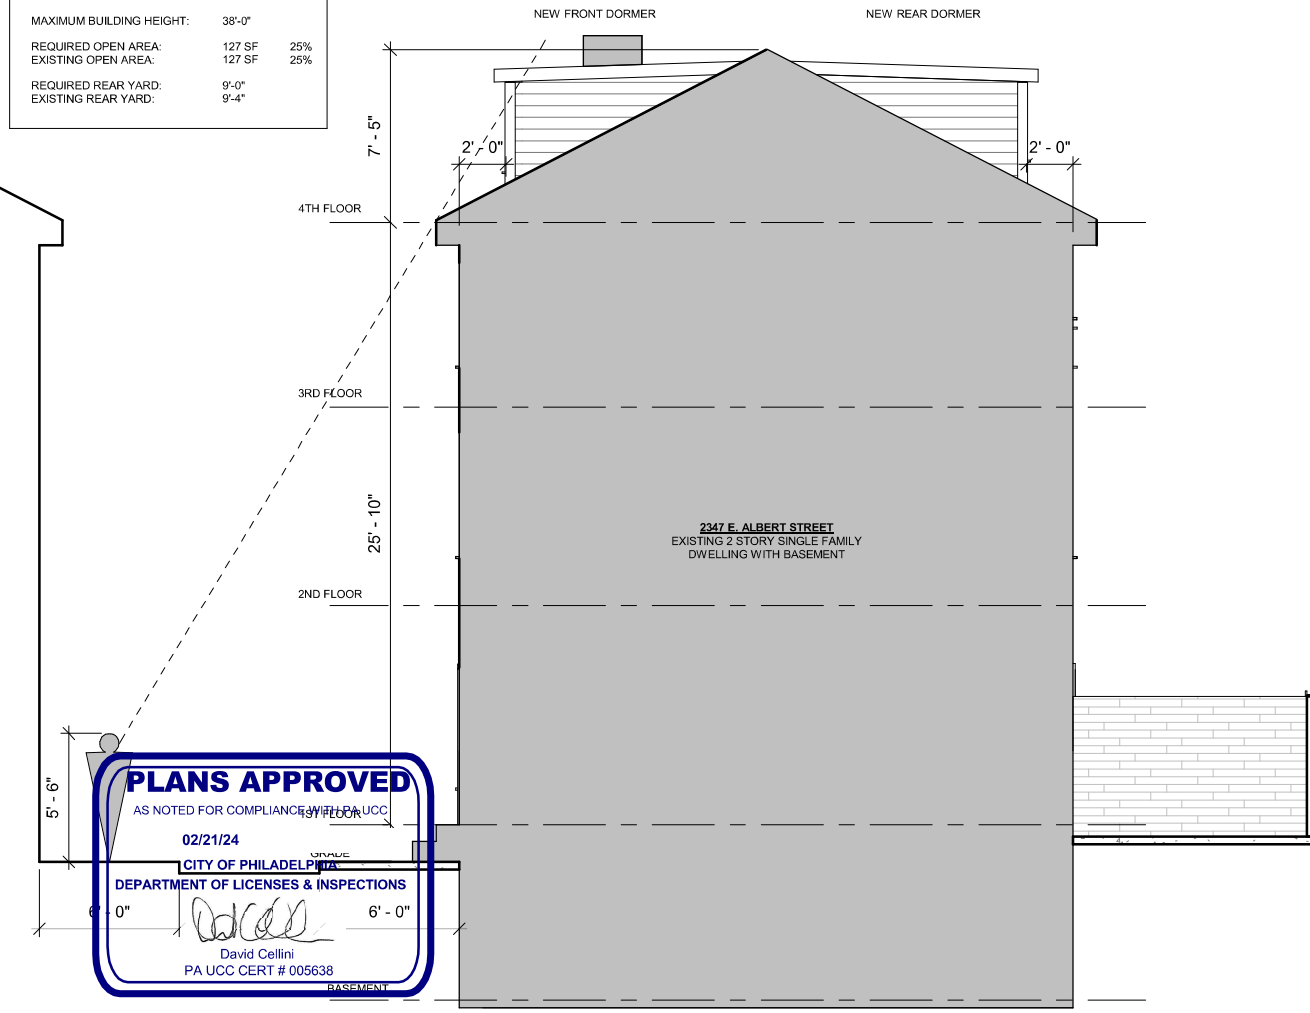 MAXIMUM BUILDING HEIGHT: 38'-0"
REQUIRED OPEN AREA: 127 SF 25%
EXISTING OPEN AREA: 127 SF 25%
REQUIRED REAR YARD: 9'-0"
EXISTING REAR YARD: 9'-4"
NEW FRONT DORMER
NEW REAR DORMER
7' - 5"
2' - 0"
2' - 0"
4TH FLOOR
3RD FLOOR
25' - 10"
2347 E. ALBERT STREET
EXISTING 2 STORY SINGLE FAMILY
DWELLING WITH BASEMENT
2ND FLOOR
5' - 6"
PLANS APPROVED
AS NOTED FOR COMPLIANCE WITH PA UCC
1ST FLOOR
02/21/24
GRADE
CITY OF PHILADELPHIA
DEPARTMENT OF LICENSES & INSPECTIONS
6' - 0"
6' - 0"
David Cellini
PA UCC CERT # 005638
BASEMENT